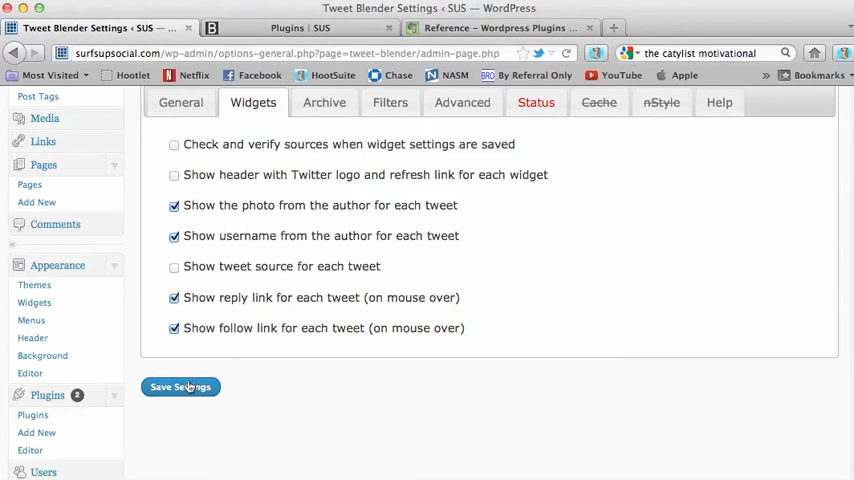 Tweet Blender Settings ‹ SUS — WordPress
Tweet Blender Settings ‹ SUS — ...
Plugins | SUS
Reference – Wordpress Plugins ...
surfsupsocial.com/wp-admin/options-general.php?page=tweet-blender/admin-page.php
the catylist motivational
Most Visited
Hootlet
Netflix
Facebook
HootSuite
Chase
NASM
BRO By Referral Only
YouTube
Apple
»
Bookmarks
Post Tags
Media
Links
Pages
Pages
Add New
Comments
Appearance
Themes
Widgets
Menus
Header
Background
Editor
Plugins 2
Plugins
Add New
Editor
Users
General
Widgets
Archive
Filters
Advanced
Status
Cache
nStyle
Help
Check and verify sources when widget settings are saved
Show header with Twitter logo and refresh link for each widget
Show the photo from the author for each tweet
Show username from the author for each tweet
Show tweet source for each tweet
Show reply link for each tweet (on mouse over)
Show follow link for each tweet (on mouse over)
Save Settings